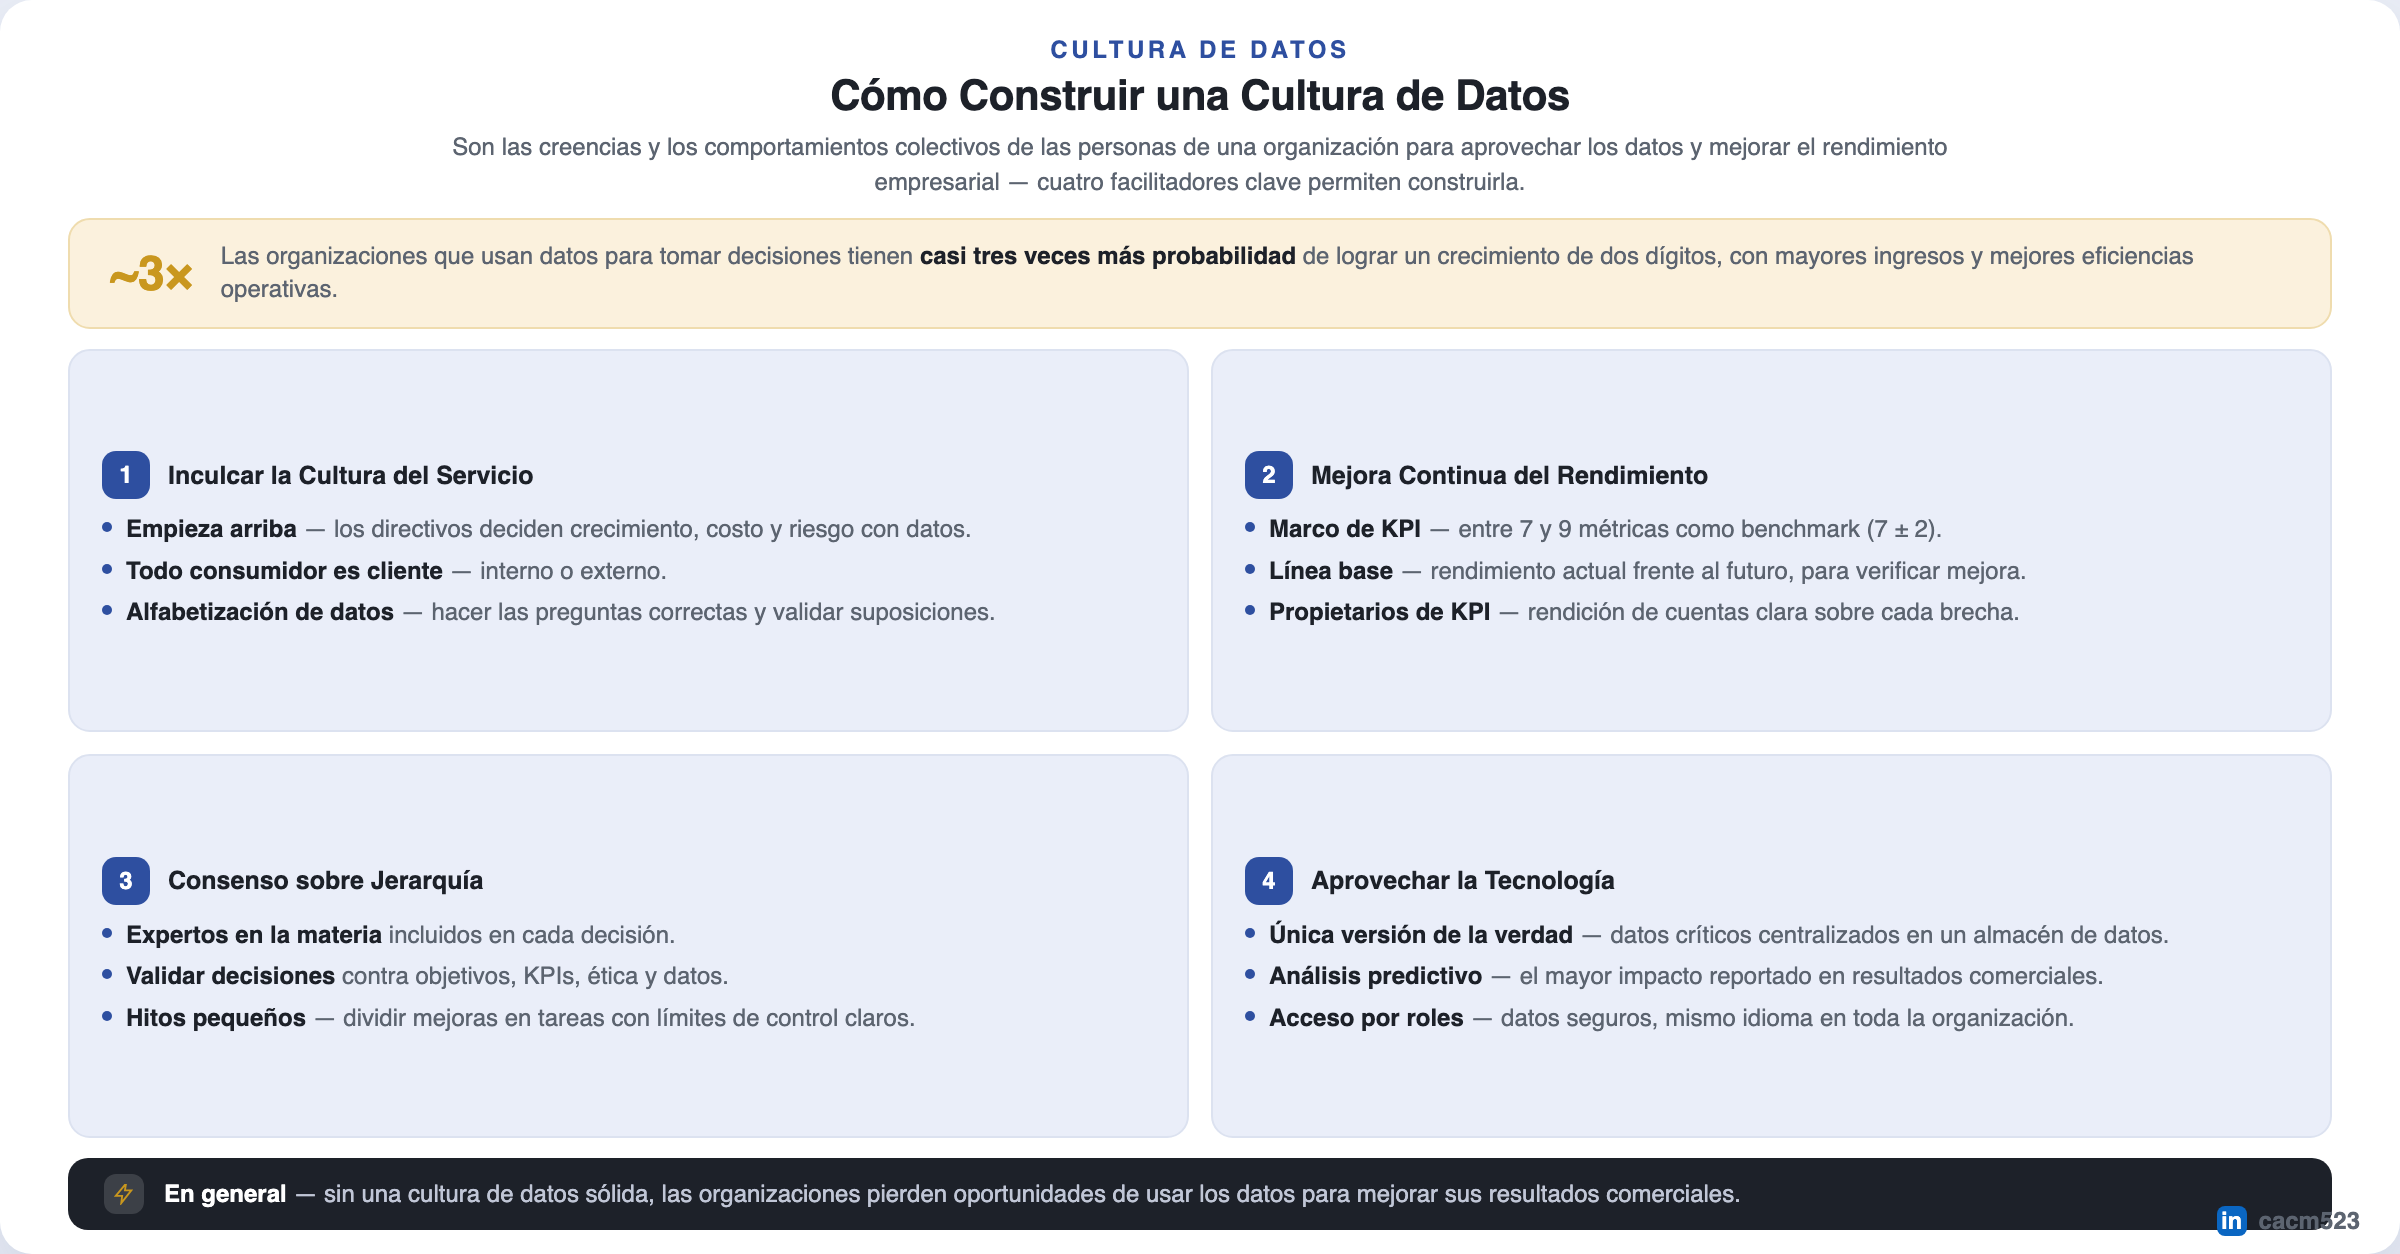 CULTURA DE DATOS
Cómo Construir una Cultura de Datos
Son las creencias y los comportamientos colectivos de las personas de una organización para aprovechar los datos y mejorar el rendimiento
empresarial — cuatro facilitadores clave permiten construirla.
~3×
Las organizaciones que usan datos para tomar decisiones tienen casi tres veces más probabilidad de lograr un crecimiento de dos dígitos, con mayores ingresos y mejores eficiencias
operativas.
1 Inculcar la Cultura del Servicio
• Empieza arriba — los directivos deciden crecimiento, costo y riesgo con datos.
• Todo consumidor es cliente — interno o externo.
• Alfabetización de datos — hacer las preguntas correctas y validar suposiciones.
2 Mejora Continua del Rendimiento
• Marco de KPI — entre 7 y 9 métricas como benchmark (7 ± 2).
• Línea base — rendimiento actual frente al futuro, para verificar mejora.
• Propietarios de KPI — rendición de cuentas clara sobre cada brecha.
3 Consenso sobre Jerarquía
• Expertos en la materia incluidos en cada decisión.
• Validar decisiones contra objetivos, KPIs, ética y datos.
• Hitos pequeños — dividir mejoras en tareas con límites de control claros.
4 Aprovechar la Tecnología
• Única versión de la verdad — datos críticos centralizados en un almacén de datos.
• Análisis predictivo — el mayor impacto reportado en resultados comerciales.
• Acceso por roles — datos seguros, mismo idioma en toda la organización.
En general — sin una cultura de datos sólida, las organizaciones pierden oportunidades de usar los datos para mejorar sus resultados comerciales.
in cacm523